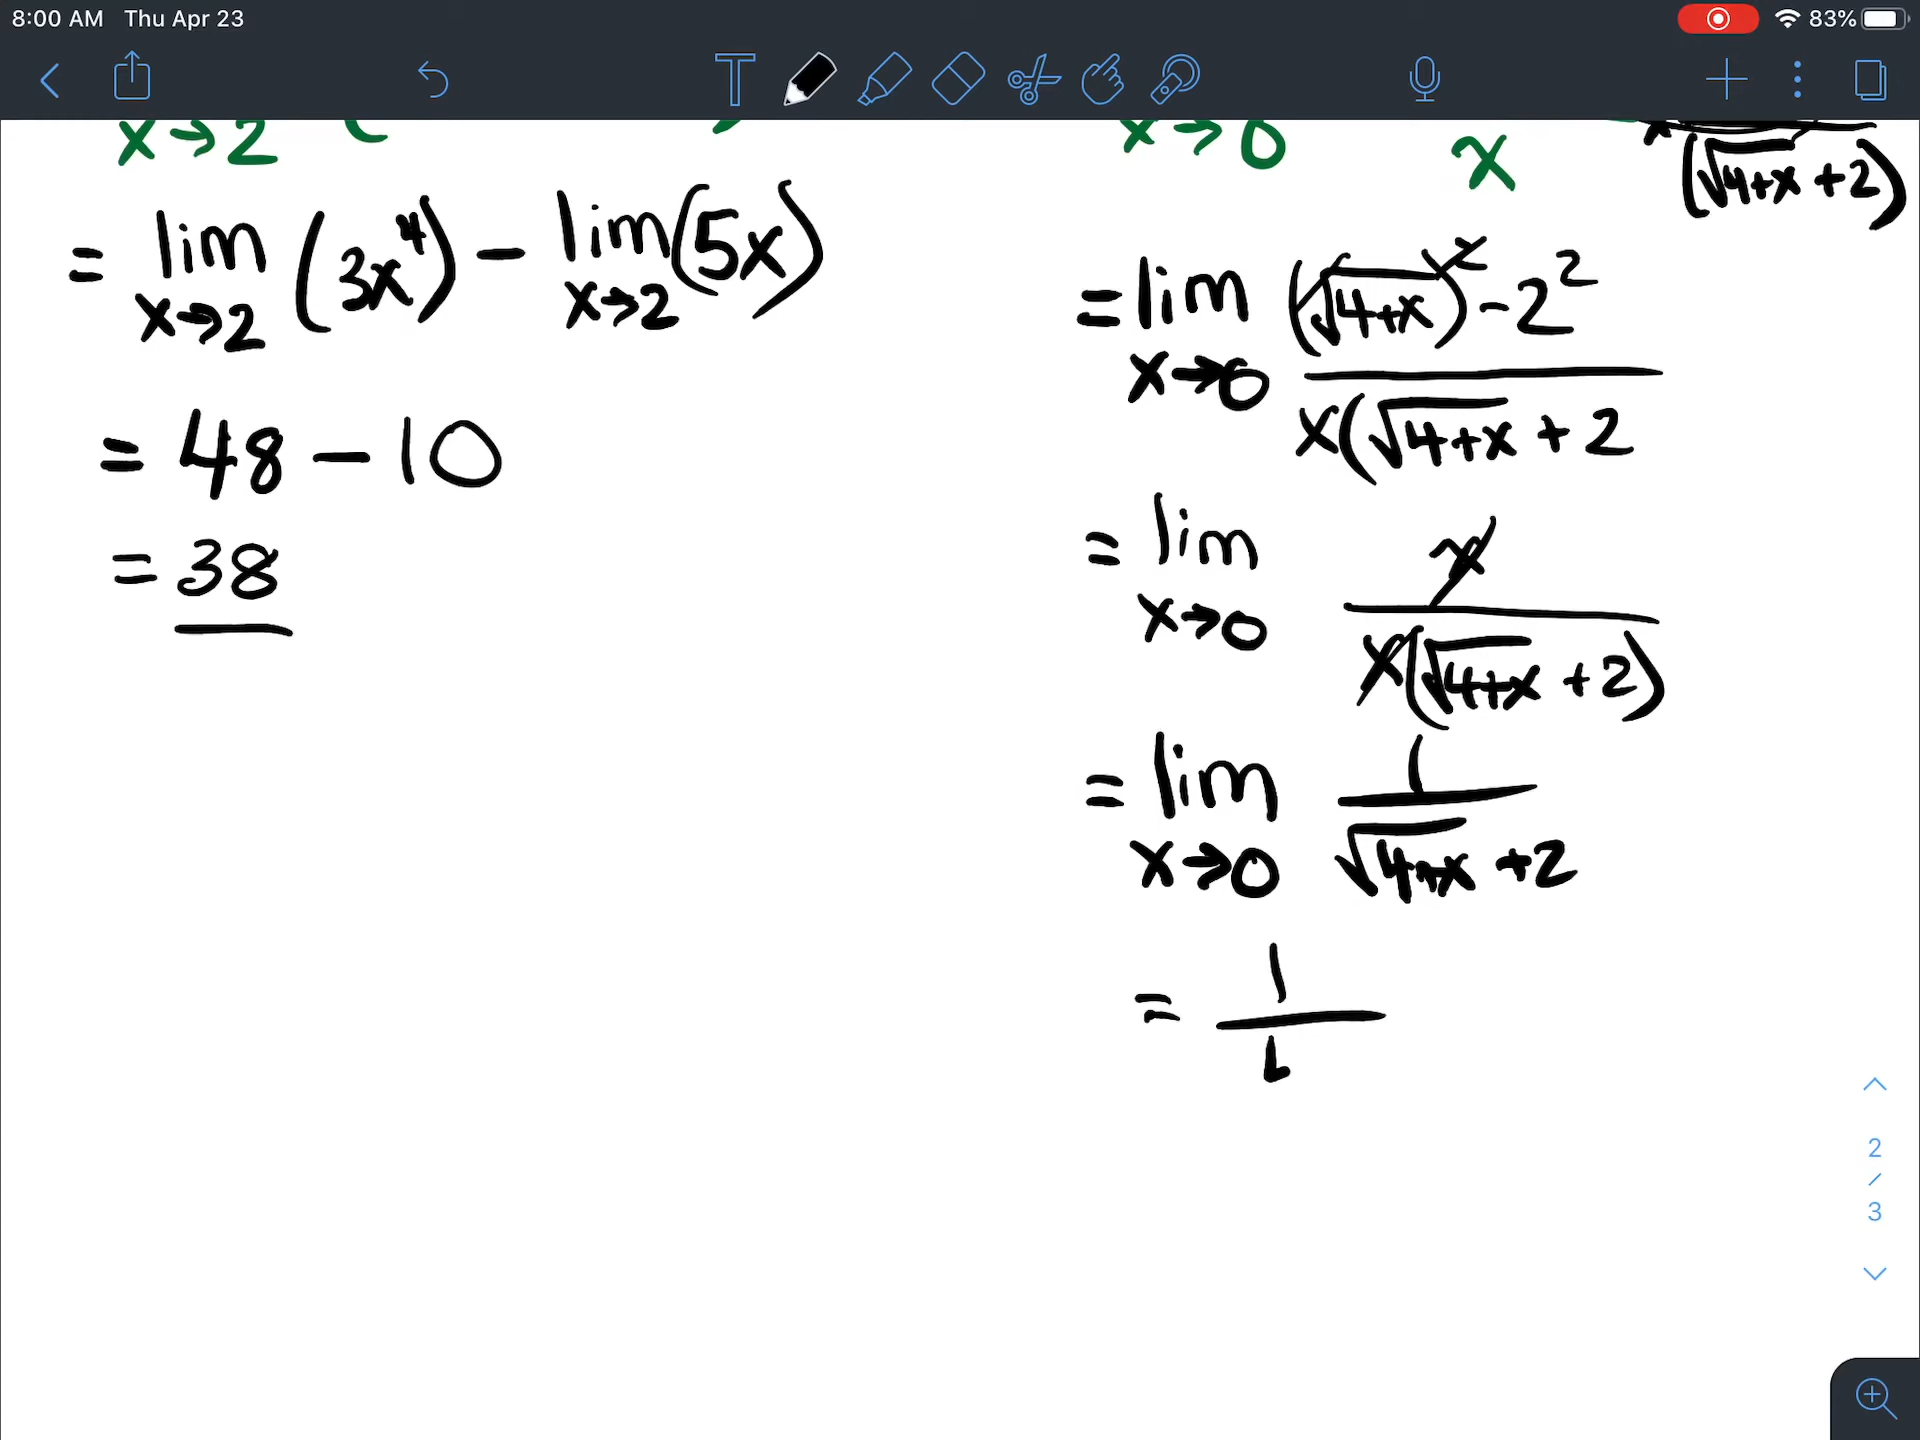 8:00 AM Thu Apr 23
83%
T
x→2 (
= lim (3x⁴) − lim (5x)
x→2 x→2
= 48 − 10
= 38
x→0 x (√4+x + 2)
= lim (√4+x)² − 2²
x→0 x(√4+x + 2
= lim x
x→0 x(√4+x + 2)
= lim 1
x→0 √4+x + 2
= 1
2
/
3